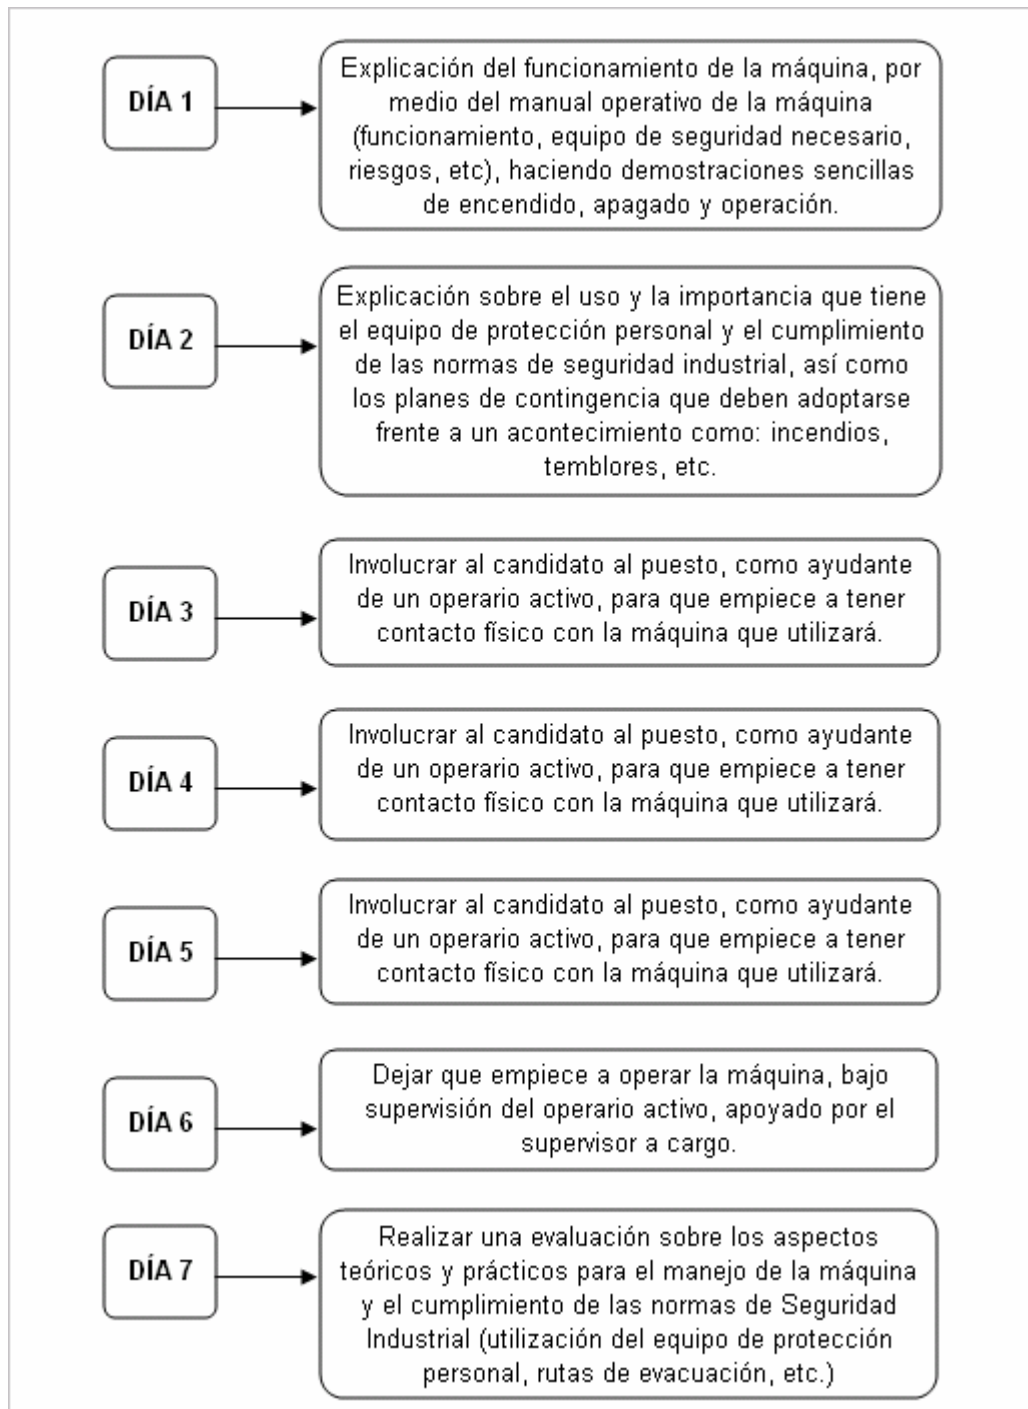 DÍA 1
Explicación del funcionamiento de la máquina, por
medio del manual operativo de la máquina
(funcionamiento, equipo de seguridad necesario,
riesgos, etc), haciendo demostraciones sencillas
de encendido, apagado y operación.
DÍA 2
Explicación sobre el uso y la importancia que tiene
el equipo de protección personal y el cumplimiento
de las normas de seguridad industrial, así como
los planes de contingencia que deben adoptarse
frente a un acontecimiento como: incendios,
temblores, etc.
DÍA 3
Involucrar al candidato al puesto, como ayudante
de un operario activo, para que empiece a tener
contacto físico con la máquina que utilizará.
DÍA 4
Involucrar al candidato al puesto, como ayudante
de un operario activo, para que empiece a tener
contacto físico con la máquina que utilizará.
DÍA 5
Involucrar al candidato al puesto, como ayudante
de un operario activo, para que empiece a tener
contacto físico con la máquina que utilizará.
DÍA 6
Dejar que empiece a operar la máquina, bajo
supervisión del operario activo, apoyado por el
supervisor a cargo.
DÍA 7
Realizar una evaluación sobre los aspectos
teóricos y prácticos para el manejo de la máquina
y el cumplimiento de las normas de Seguridad
Industrial (utilización del equipo de protección
personal, rutas de evacuación, etc.)